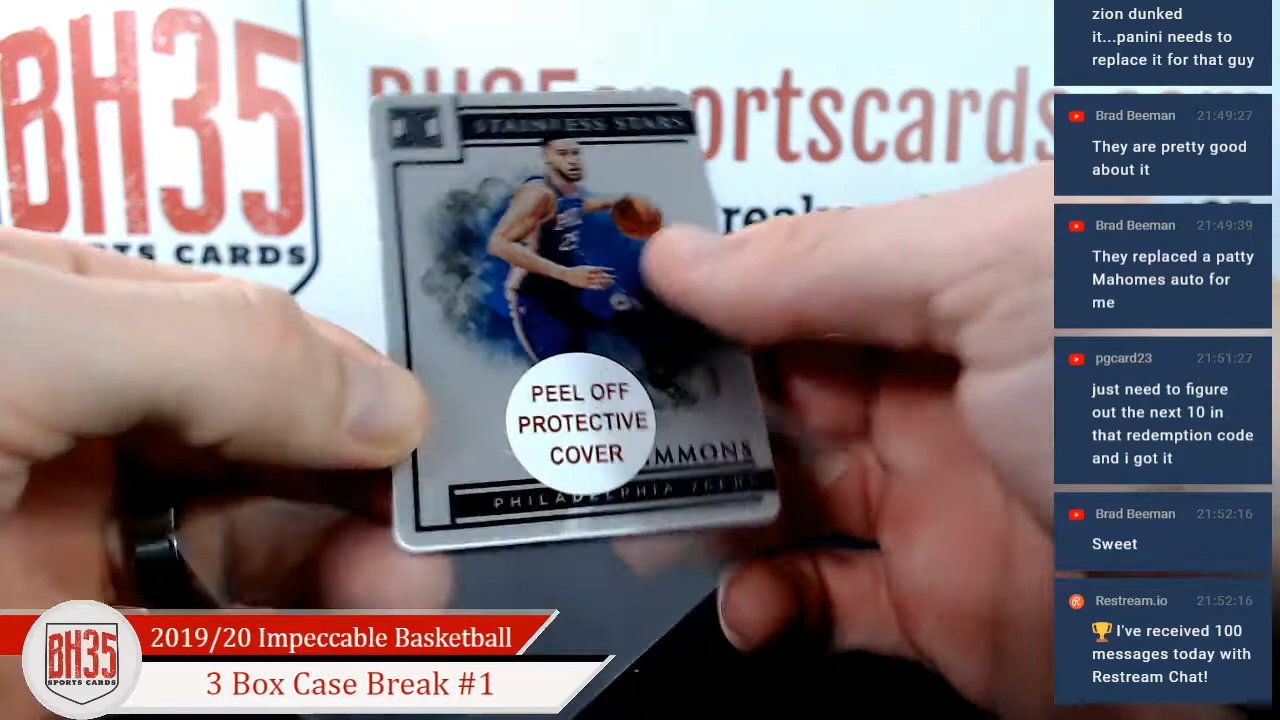 BH35
SPORTS CARDS
sportscards.
STAINLESS STARS
25
PEEL OFF
PROTECTIVE
COVER
IMMONS
PHILADELPHIA 76ERS
2019/20 Impeccable Basketball
3 Box Case Break #1
BH35
SPORTS CARDS
zion dunked
it...panini needs to
replace it for that guy
Brad Beeman 21:49:27
They are pretty good
about it
Brad Beeman 21:49:39
They replaced a patty
Mahomes auto for
me
pgcard23 21:51:27
just need to figure
out the next 10 in
that redemption code
and i got it
Brad Beeman 21:52:16
Sweet
Restream.io 21:52:16
🏆 I've received 100
messages today with
Restream Chat!